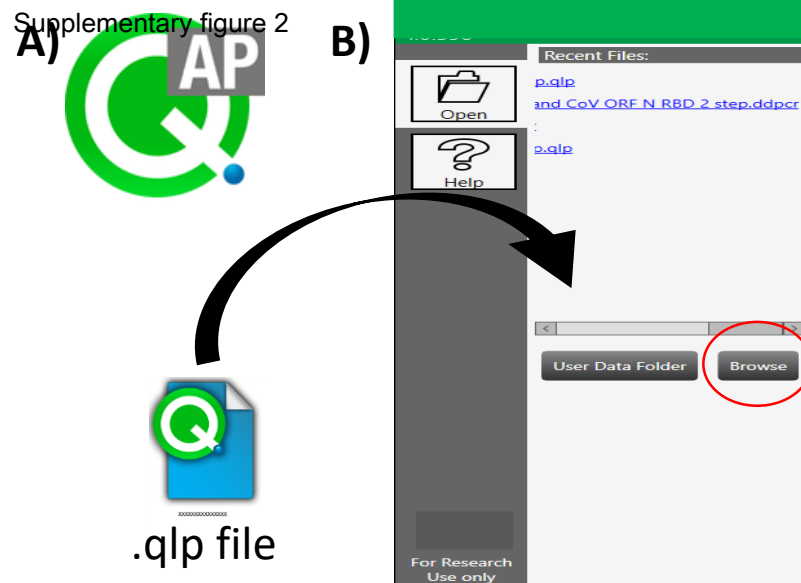 Supplementary figure 2
A)
AP
B)
Recent Files:
p.qlp
and CoV ORF N RBD 2 step.ddpcr
p.qlp
Open
Help
User Data Folder
Browse
.qlp file
For Research
Use only